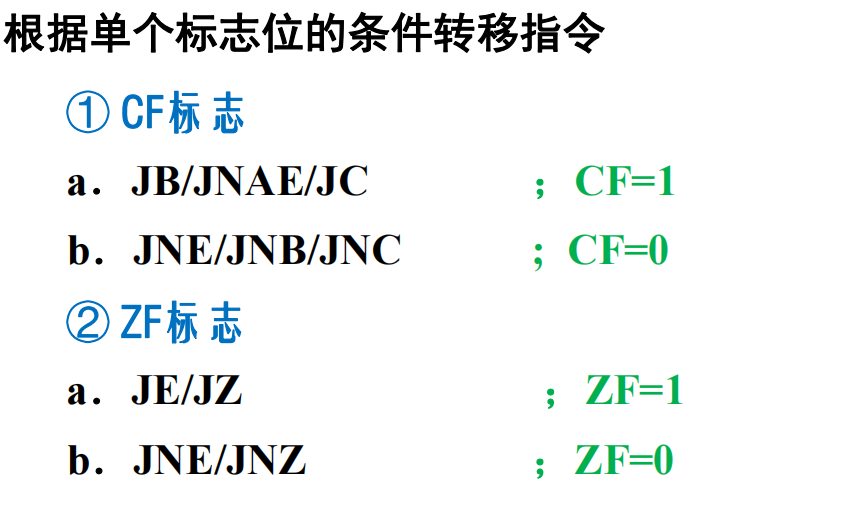 根据单个标志位的条件转移指令
① CF标 志
a. JB/JNAE/JC ; CF=1
b. JNE/JNB/JNC ; CF=0
② ZF标 志
a. JE/JZ ; ZF=1
b. JNE/JNZ ; ZF=0